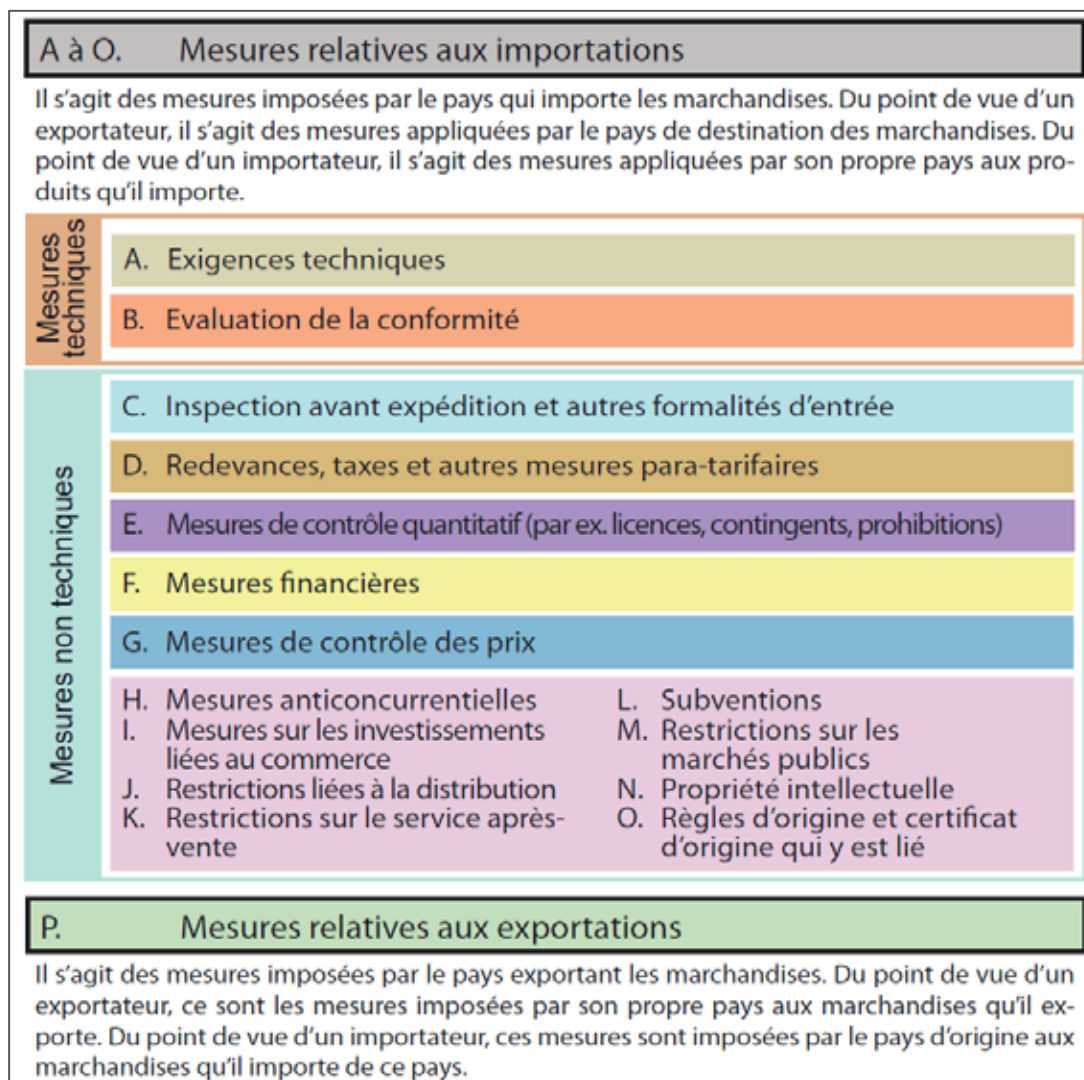 A à O. Mesures relatives aux importations
Il s’agit des mesures imposées par le pays qui importe les marchandises. Du point de vue d’un
exportateur, il s’agit des mesures appliquées par le pays de destination des marchandises. Du
point de vue d’un importateur, il s’agit des mesures appliquées par son propre pays aux pro-
duits qu’il importe.
Mesures
techniques
A. Exigences techniques
B. Evaluation de la conformité
Mesures non techniques
C. Inspection avant expédition et autres formalités d’entrée
D. Redevances, taxes et autres mesures para-tarifaires
E. Mesures de contrôle quantitatif (par ex. licences, contingents, prohibitions)
F. Mesures financières
G. Mesures de contrôle des prix
H. Mesures anticoncurrentielles
I. Mesures sur les investissements
liées au commerce
J. Restrictions liées à la distribution
K. Restrictions sur le service après-
vente
L. Subventions
M. Restrictions sur les
marchés publics
N. Propriété intellectuelle
O. Règles d’origine et certificat
d’origine qui y est lié
P. Mesures relatives aux exportations
Il s’agit des mesures imposées par le pays exportant les marchandises. Du point de vue d’un
exportateur, ce sont les mesures imposées par son propre pays aux marchandises qu’il ex-
porte. Du point de vue d’un importateur, ces mesures sont imposées par le pays d’origine aux
marchandises qu’il importe de ce pays.